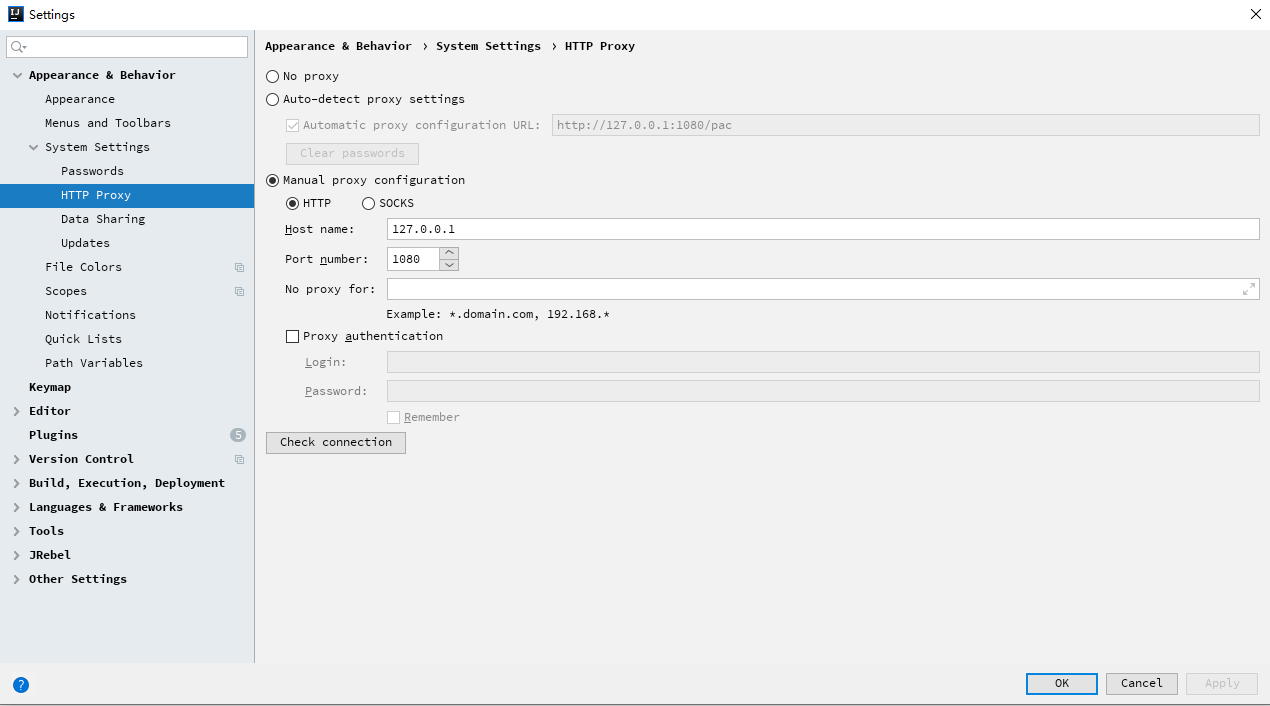 Settings
Appearance & Behavior
Appearance
Menus and Toolbars
System Settings
Passwords
HTTP Proxy
Data Sharing
Updates
File Colors
Scopes
Notifications
Quick Lists
Path Variables
Keymap
Editor
Plugins 5
Version Control
Build, Execution, Deployment
Languages & Frameworks
Tools
JRebel
Other Settings
Appearance & Behavior › System Settings › HTTP Proxy
No proxy
Auto-detect proxy settings
Automatic proxy configuration URL: http://127.0.0.1:1080/pac
Clear passwords
Manual proxy configuration
HTTP SOCKS
Host name: 127.0.0.1
Port number: 1080
No proxy for:
Example: *.domain.com, 192.168.*
Proxy authentication
Login:
Password:
Remember
Check connection
? OK Cancel Apply